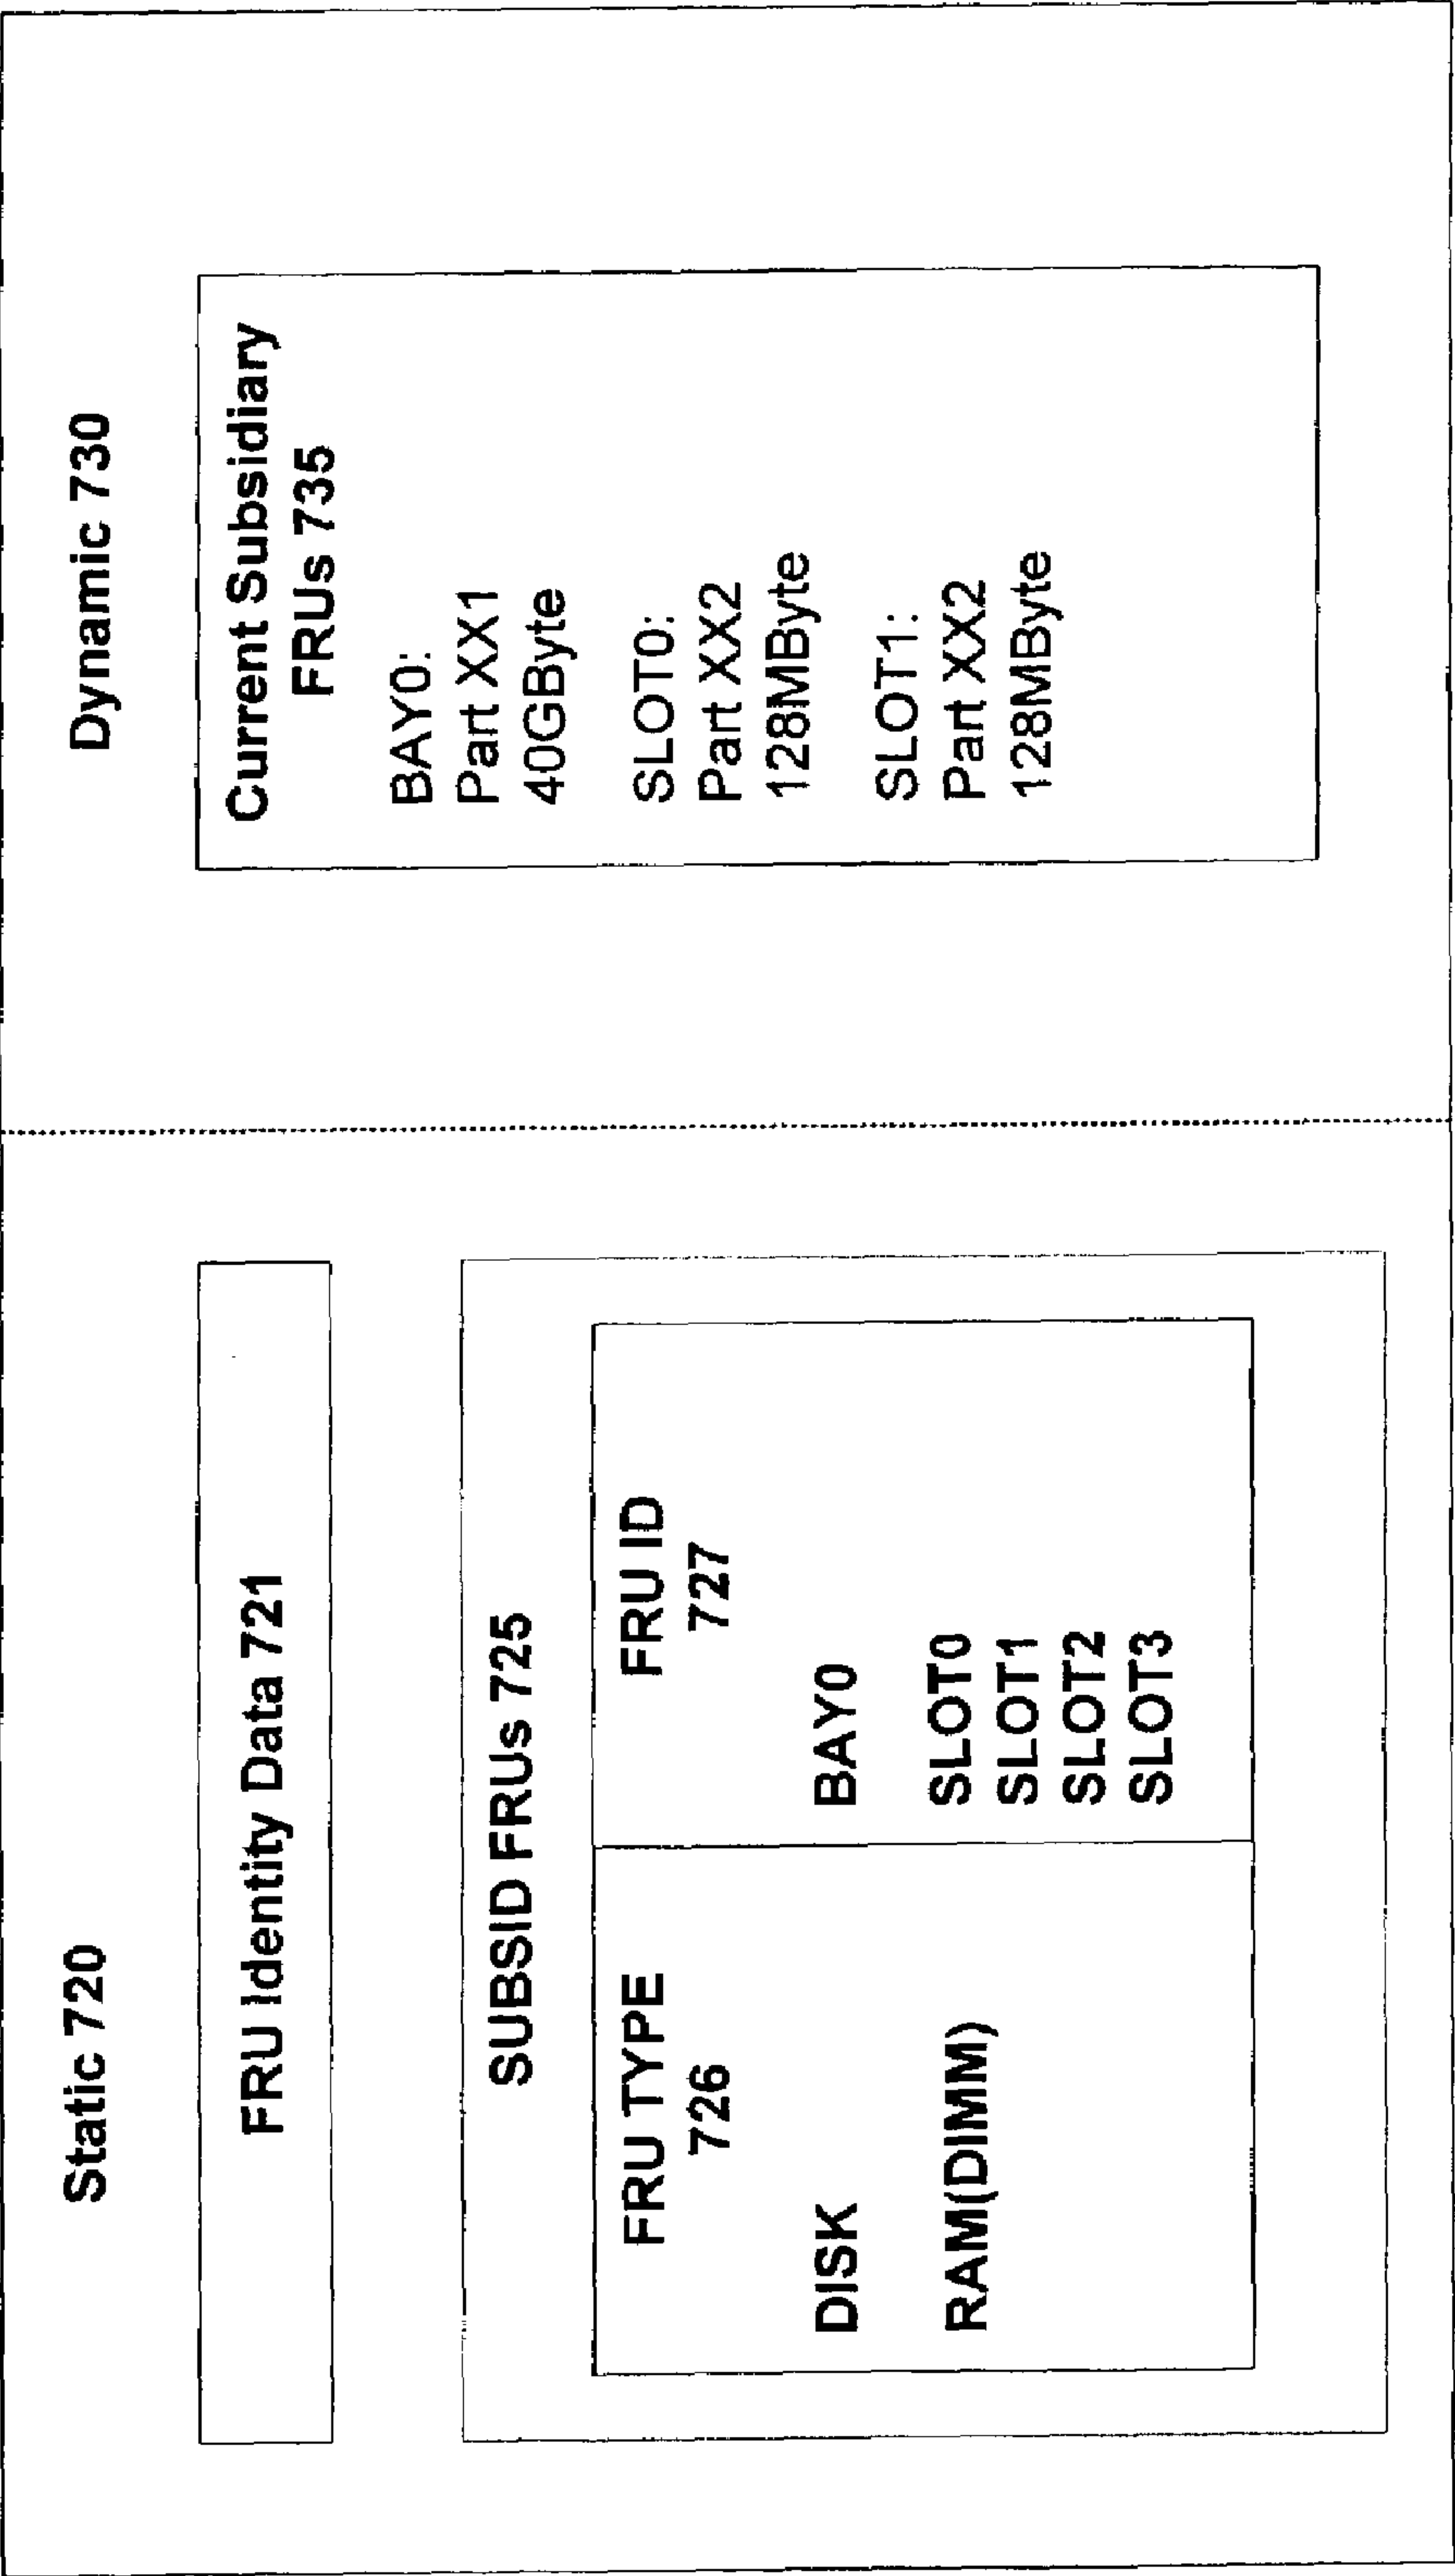 Static 720
FRU Identity Data 721
SUBSID FRUs 725
FRU TYPE
726
DISK
RAM(DIMM)
FRU ID
727
BAY0
SLOT0
SLOT1
SLOT2
SLOT3
Dynamic 730
Current Subsidiary
FRUs 735
BAY0:
Part XX1
40GByte
SLOT0:
Part XX2
128MByte
SLOT1:
Part XX2
128MByte